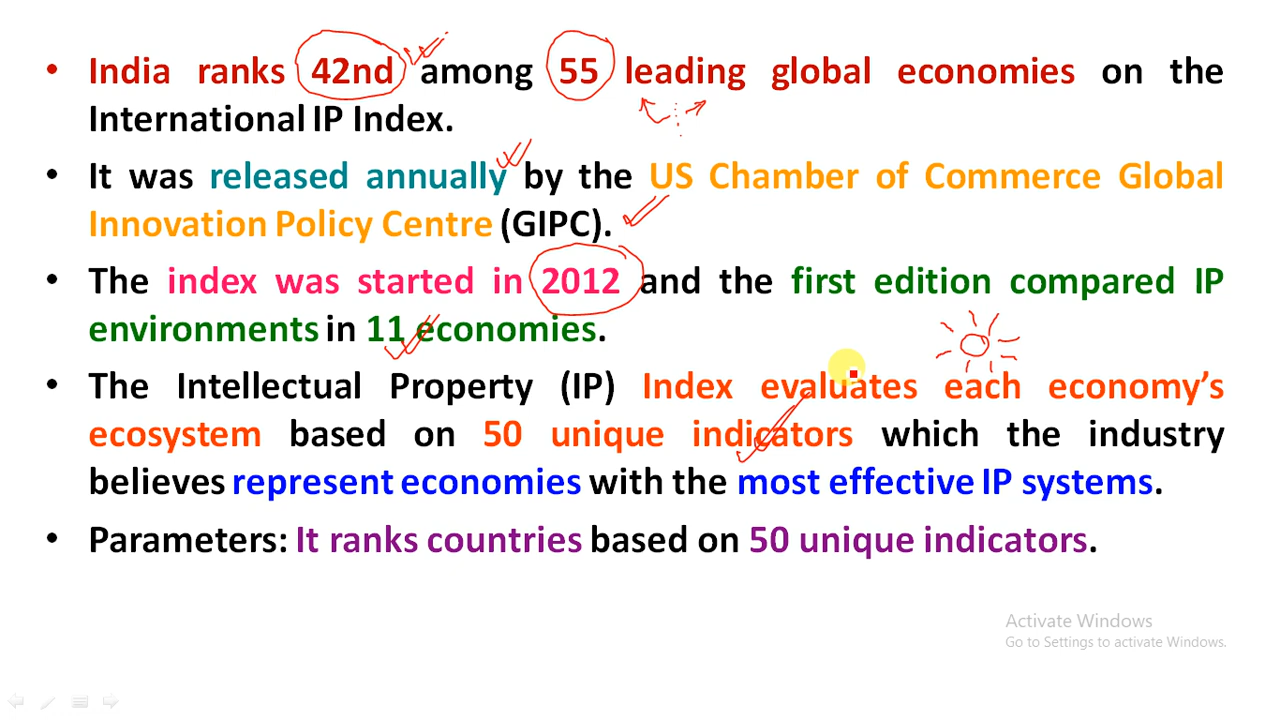 • India ranks 42nd among 55 leading global economies on the
International IP Index.
• It was released annually by the US Chamber of Commerce Global
Innovation Policy Centre (GIPC).
• The index was started in 2012 and the first edition compared IP
environments in 11 economies.
• The Intellectual Property (IP) Index evaluates each economy's
ecosystem based on 50 unique indicators which the industry
believes represent economies with the most effective IP systems.
• Parameters: It ranks countries based on 50 unique indicators.
Activate Windows
Go to Settings to activate Windows.